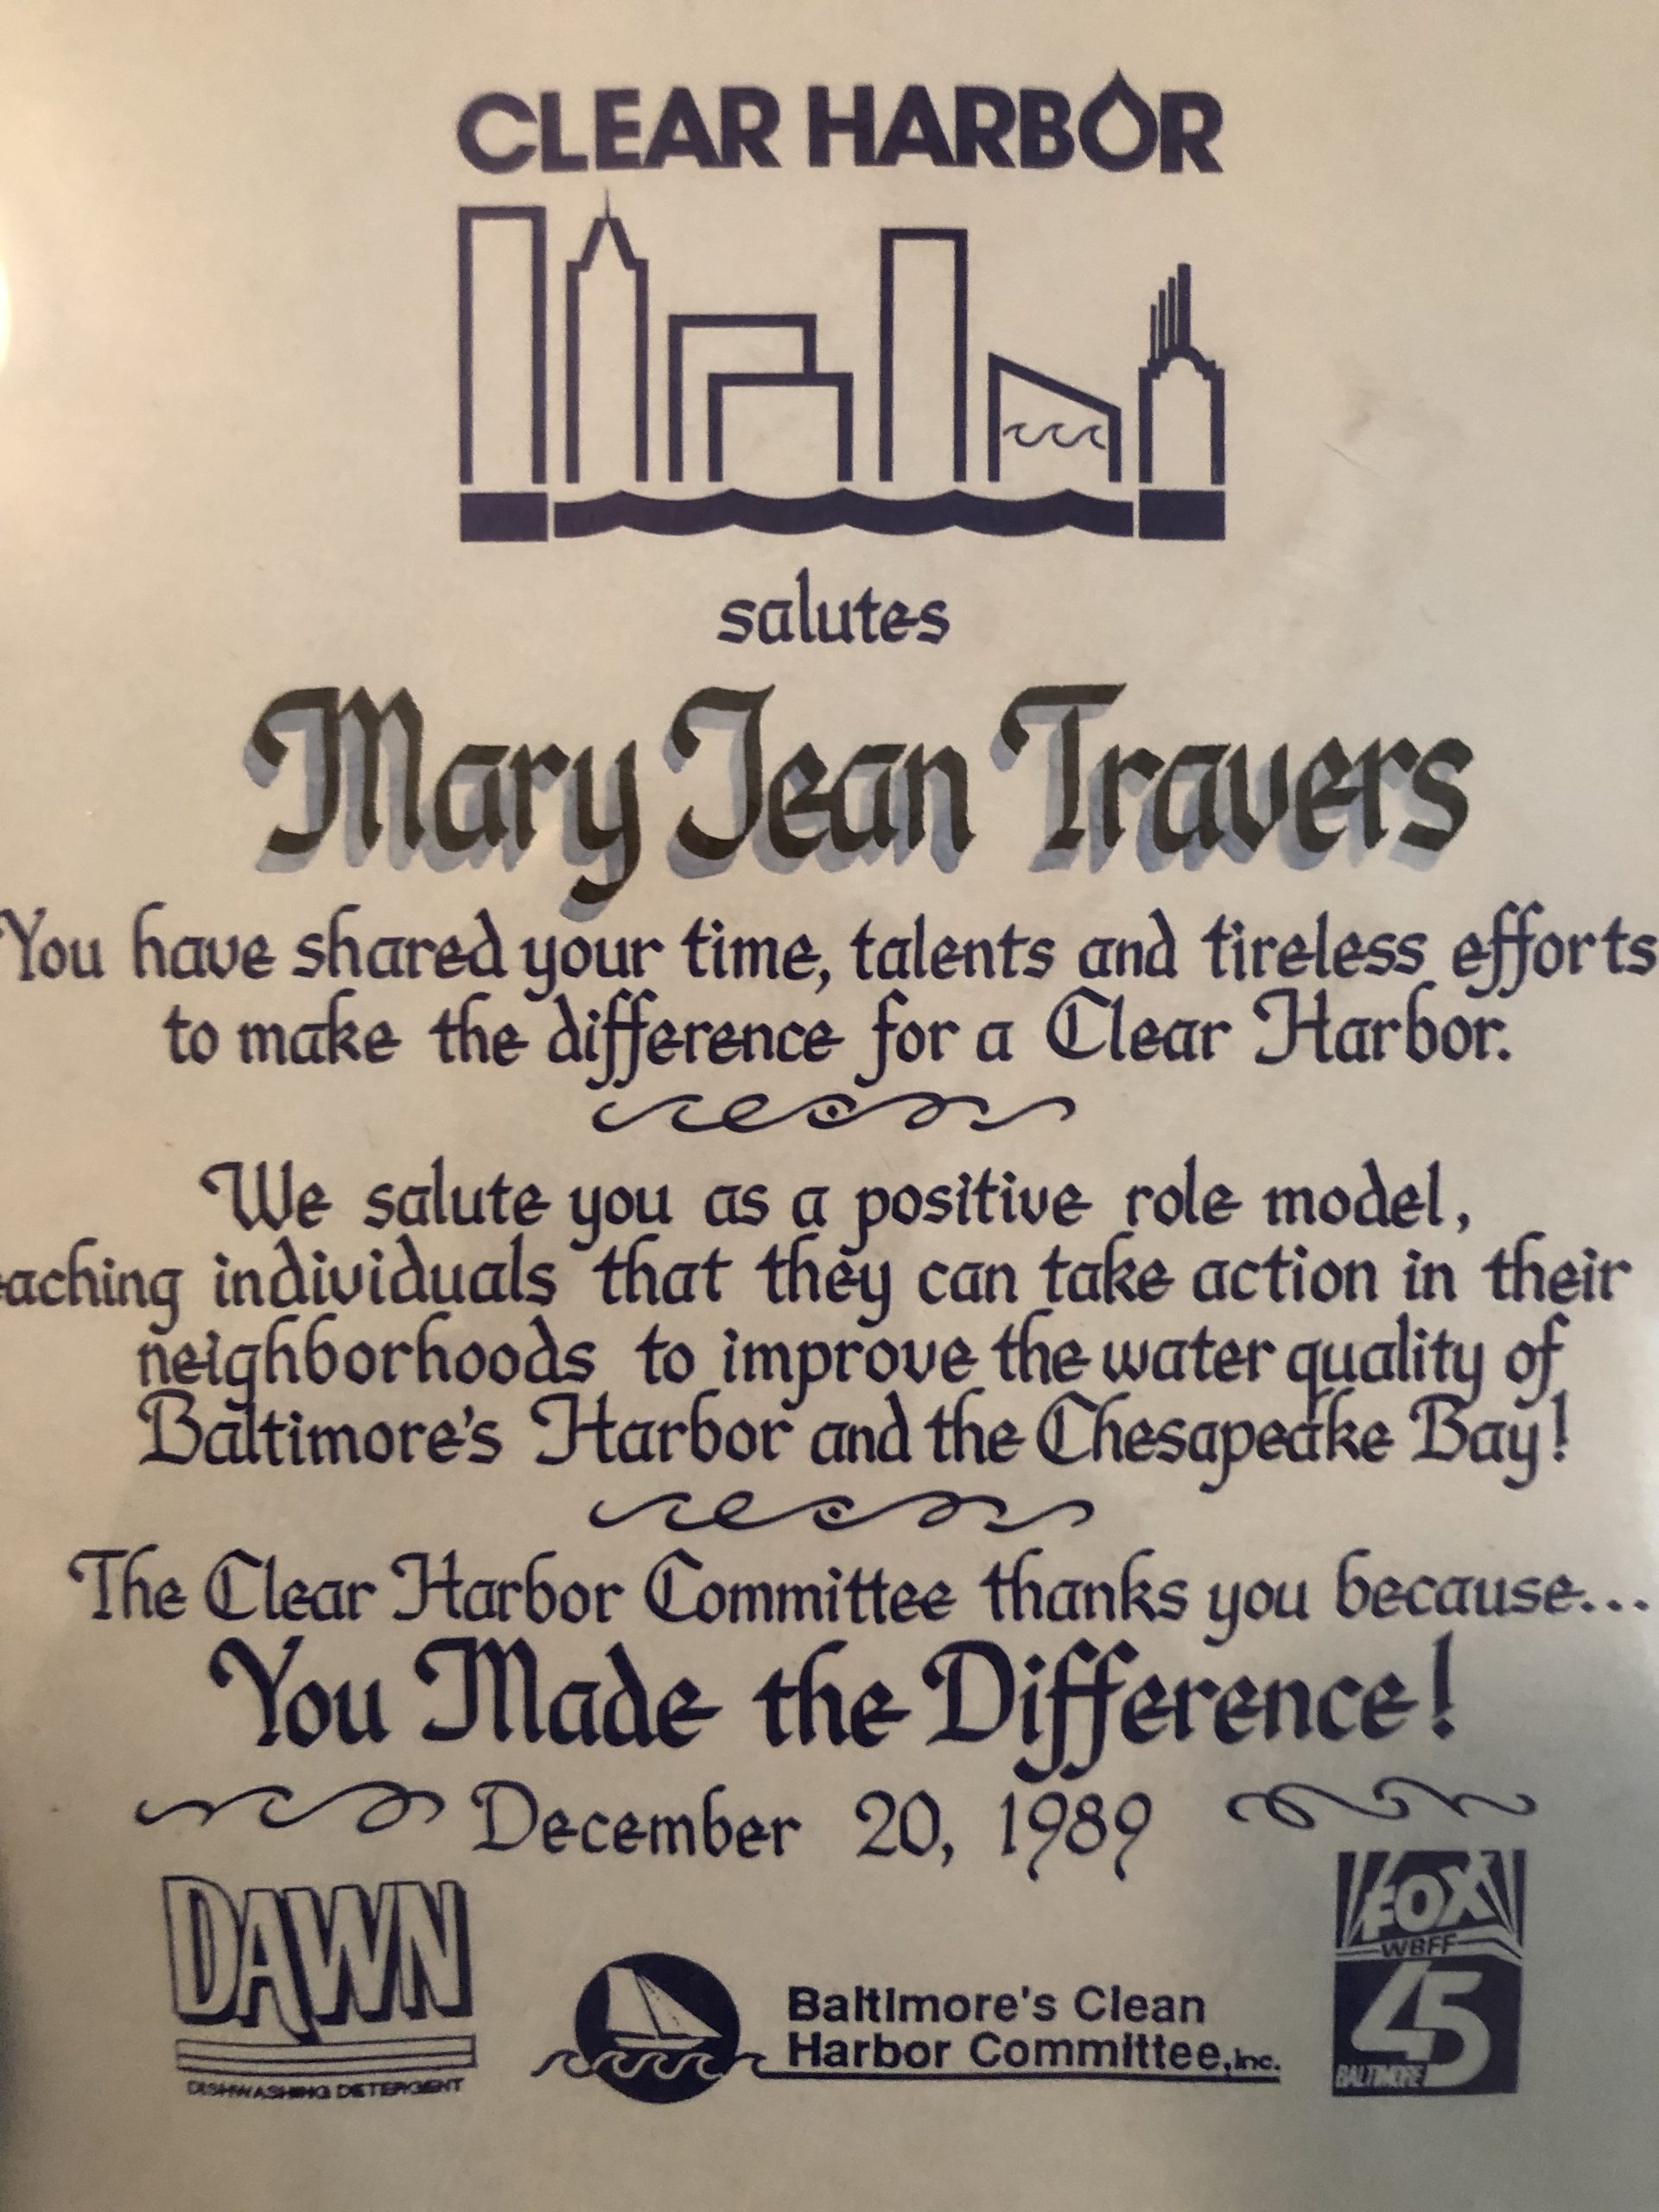 CLEAR HARBOR
salutes
Mary Jean Travers
You have shared your time, talents and tireless efforts
to make the difference for a Clear Harbor.
We salute you as a positive role model,
eaching individuals that they can take action in their
neighborhoods to improve the water quality of
Baltimore's Harbor and the Chesapeake Bay!
The Clear Harbor Committee thanks you because...
You Made the Difference!
December 20, 1989
DAWN
DISHWASHING DETERGENT
Baltimore's Clean
Harbor Committee, Inc.
FOX
WBFF
45
BALTIMORE